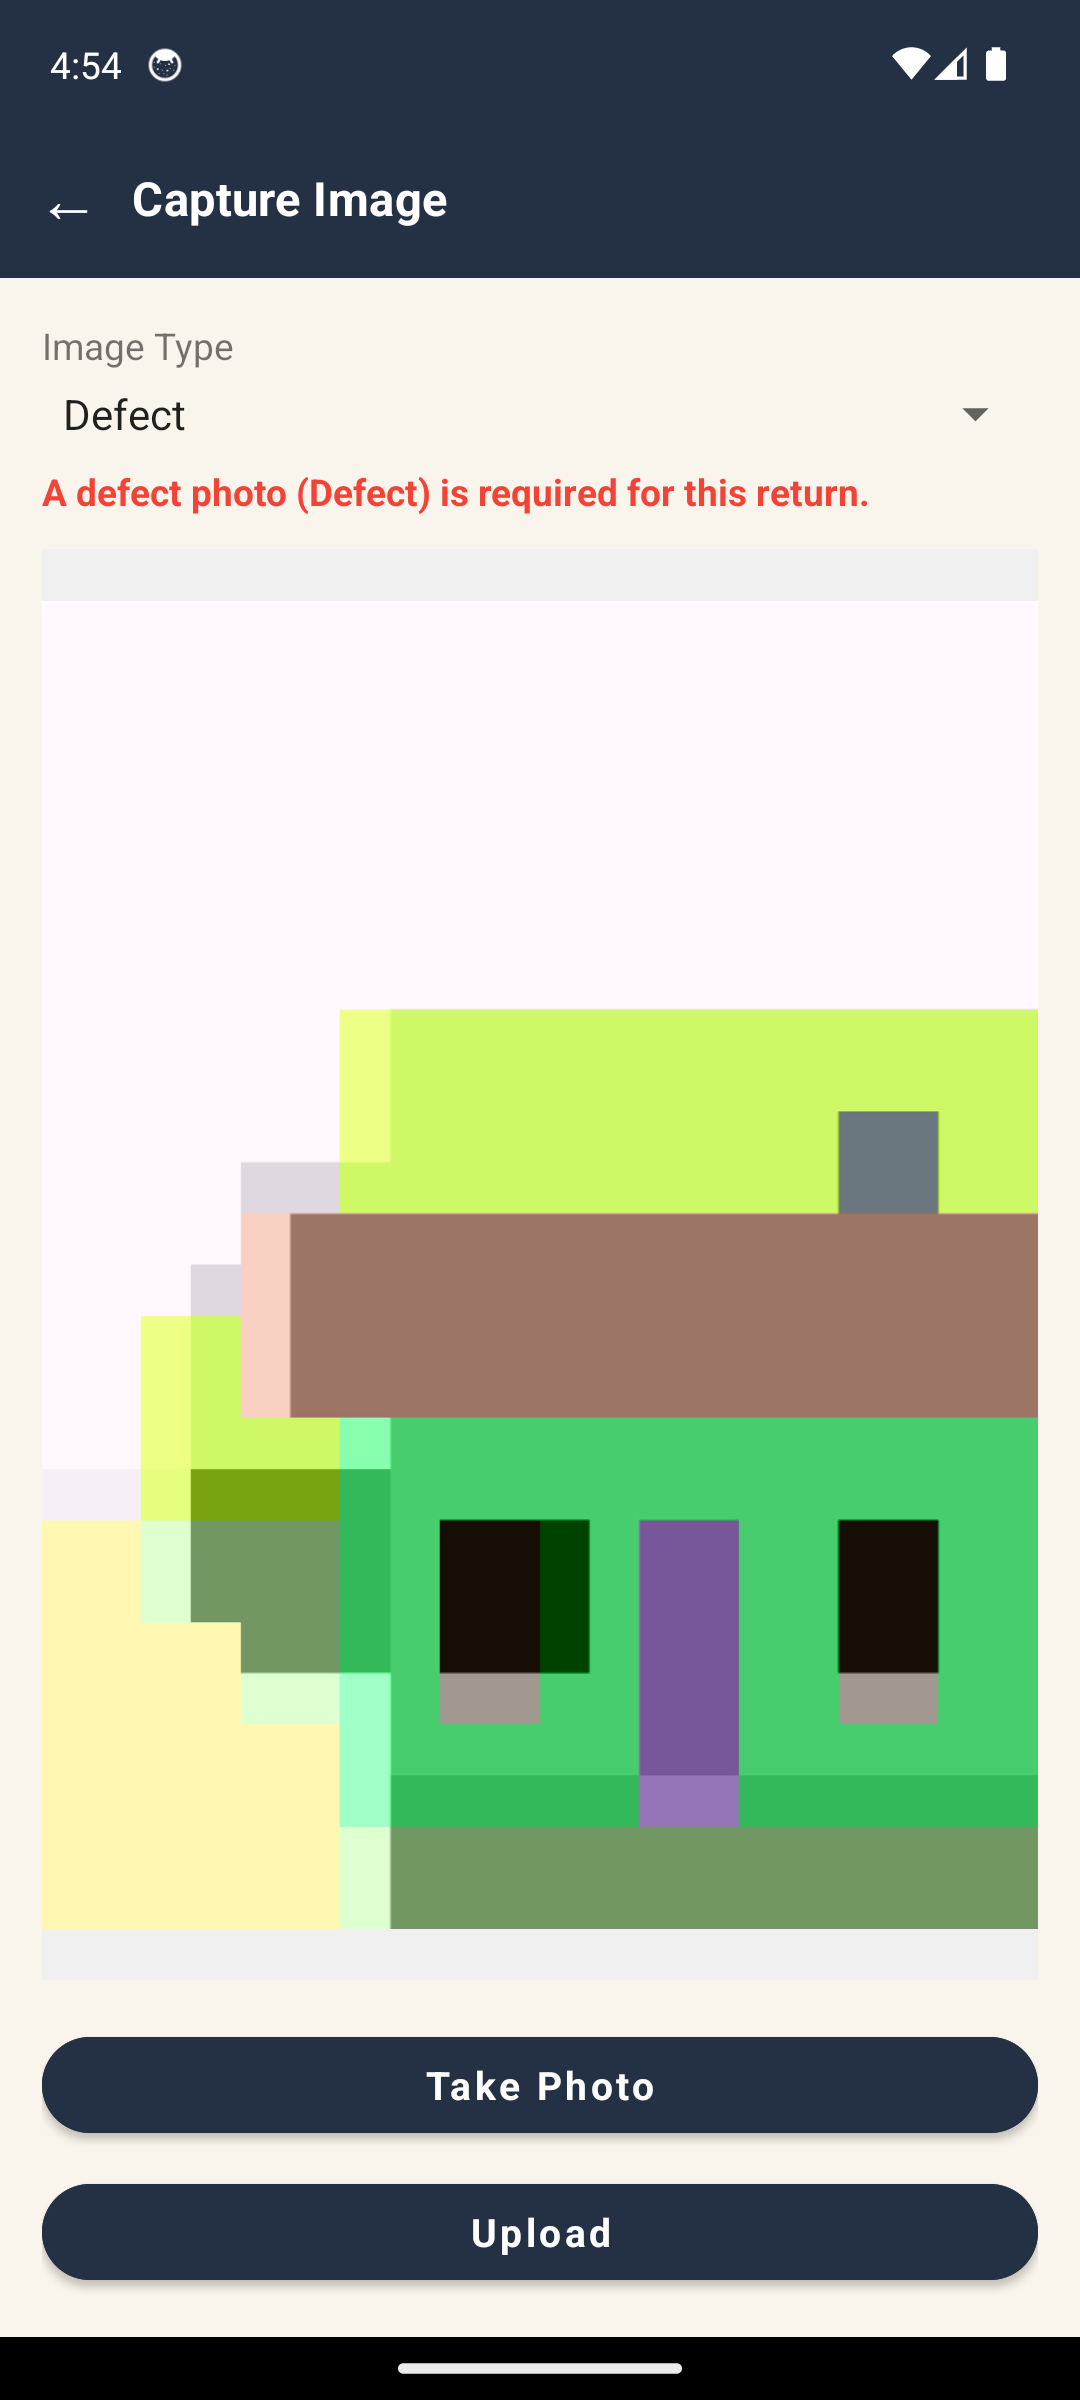 4:54
← Capture Image
Image Type
Defect
A defect photo (Defect) is required for this return.
Take Photo
Upload